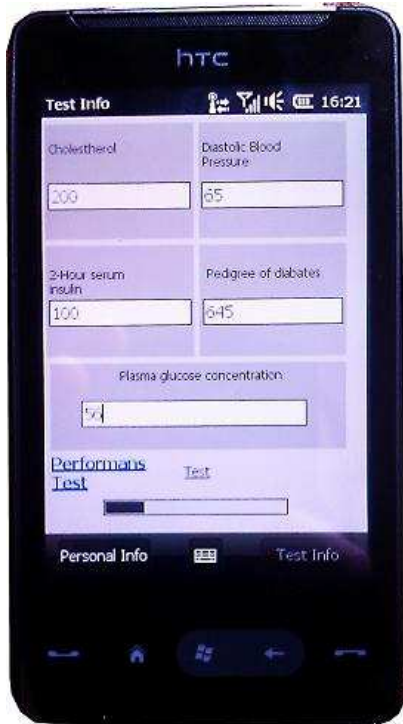 hTC
Test Info 16:21
Cholestherol
Diastolic Blood
Pressure
200
65
2-Hour serum
insulin
Pedigree of diabates
100
645
Plasma glucose concentration
56
Performans
Test
Test
Personal Info
Test Info